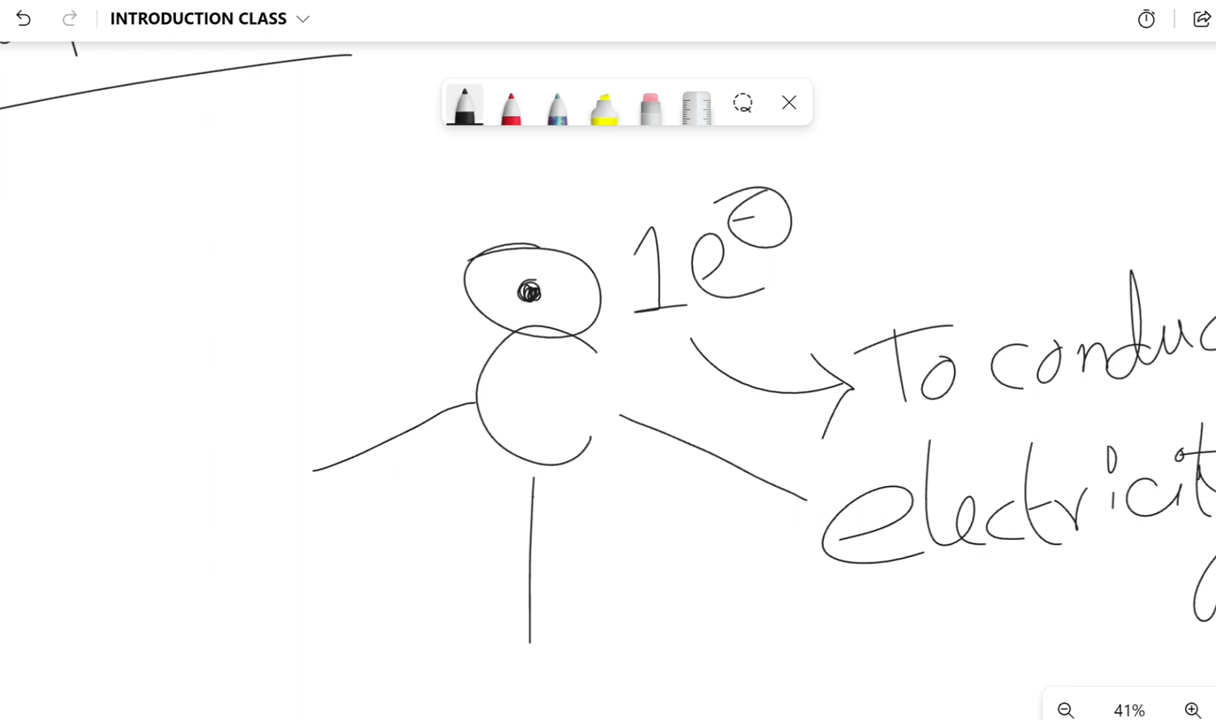 INTRODUCTION CLASS
1e⊖
To conduc
electricit
41%